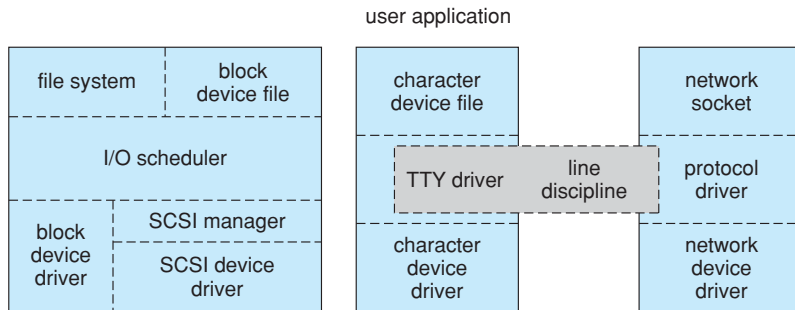 user application
file system
block
device file
I/O scheduler
block
device
driver
SCSI manager
SCSI device
driver
character
device file
TTY driver
line
discipline
character
device
driver
network
socket
protocol
driver
network
device
driver